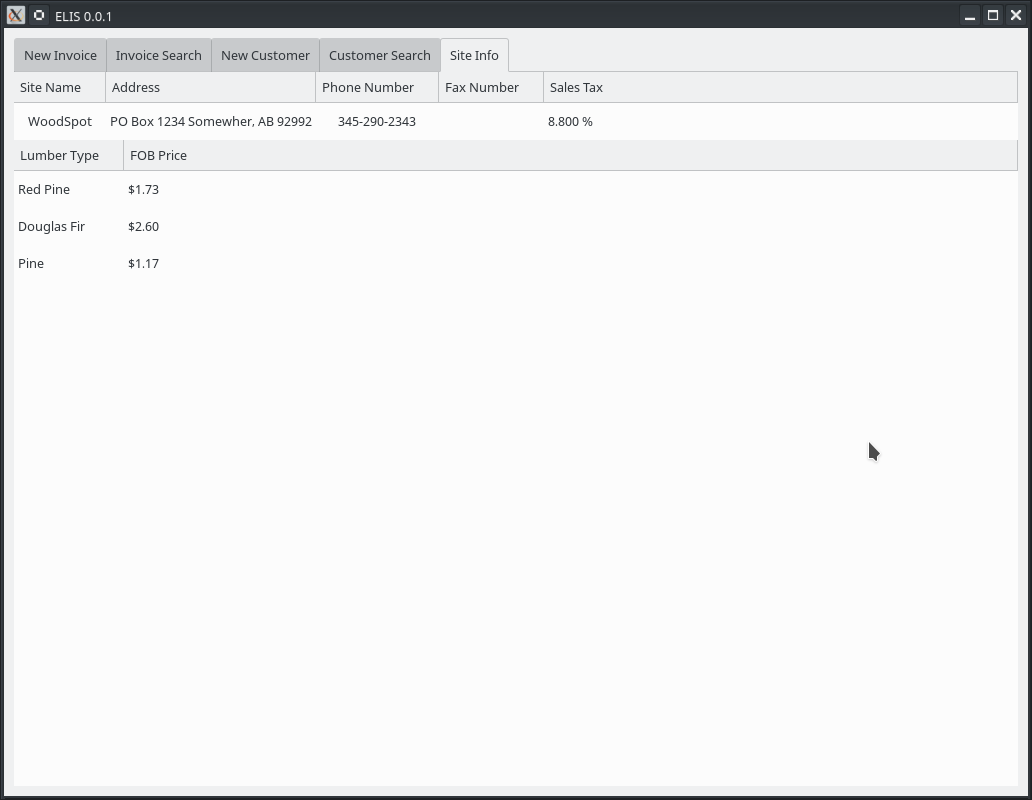 ELIS 0.0.1
New Invoice Invoice Search New Customer Customer Search Site Info
Site Name Address Phone Number Fax Number Sales Tax
WoodSpot PO Box 1234 Somewher, AB 92992 345-290-2343 8.800 %
Lumber Type FOB Price
Red Pine $1.73
Douglas Fir $2.60
Pine $1.17